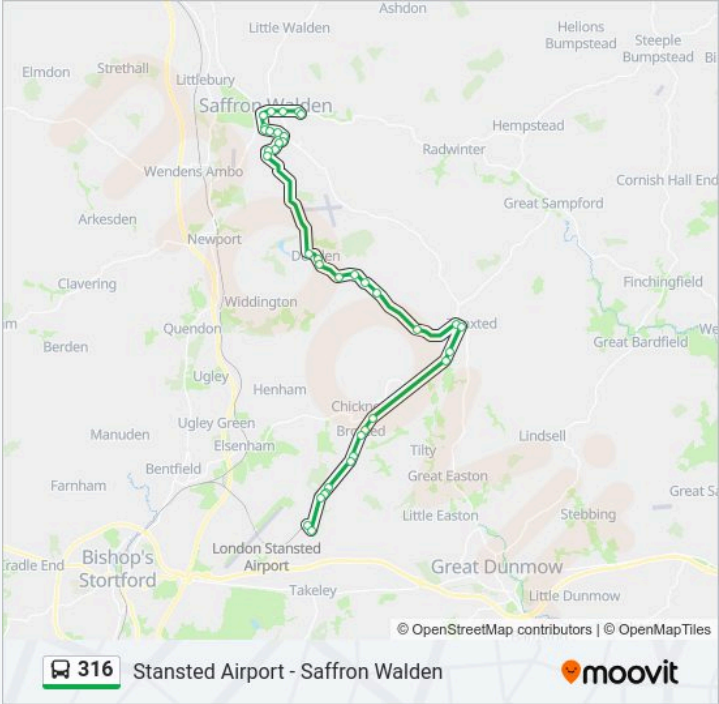 Ashdon
Little Walden
Helions
Bumpstead
Steeple
Bumpstead
Elmdon
Strethall
Littlebury
Saffron Walden
Hempstead
Radwinter
Wendens Ambo
Cornish Hall End
Great Sampford
Arkesden
Newport
Clavering
Finchingfield
Widdington
Quendon
Berden
Great Bardfield
Ugley
Henham
Ugley Green
Manuden
Elsenham
Lindsell
Tilty
Bentfield
Great Easton
Farnham
Little Easton
Stebbing
London Stansted
Airport
Bishop's
Stortford
Great Dunmow
Takeley
Little Dunmow
© OpenStreetMap contributors | © OpenMapTiles
316 Stansted Airport - Saffron Walden
moovit